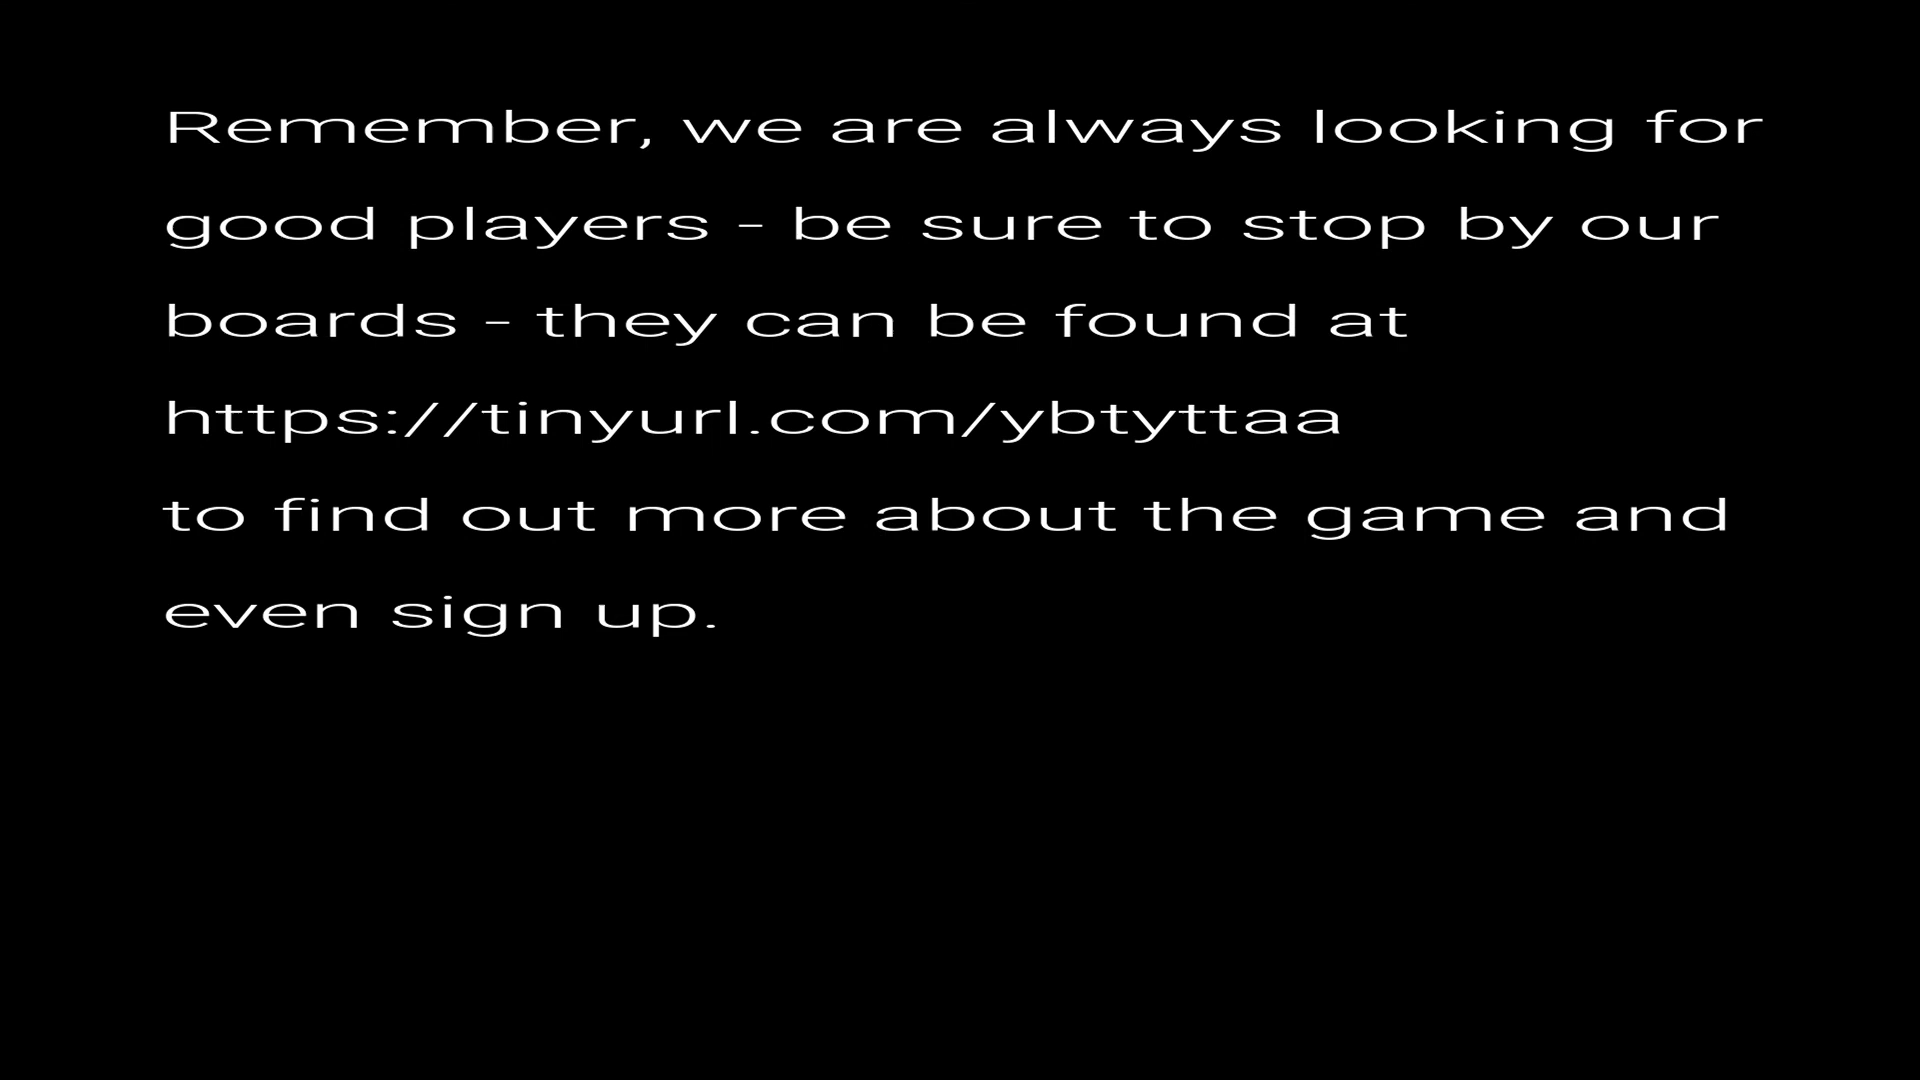 Remember, we are always looking for
good players - be sure to stop by our
boards - they can be found at
https://tinyurl.com/ybtyttaa
to find out more about the game and
even sign up.